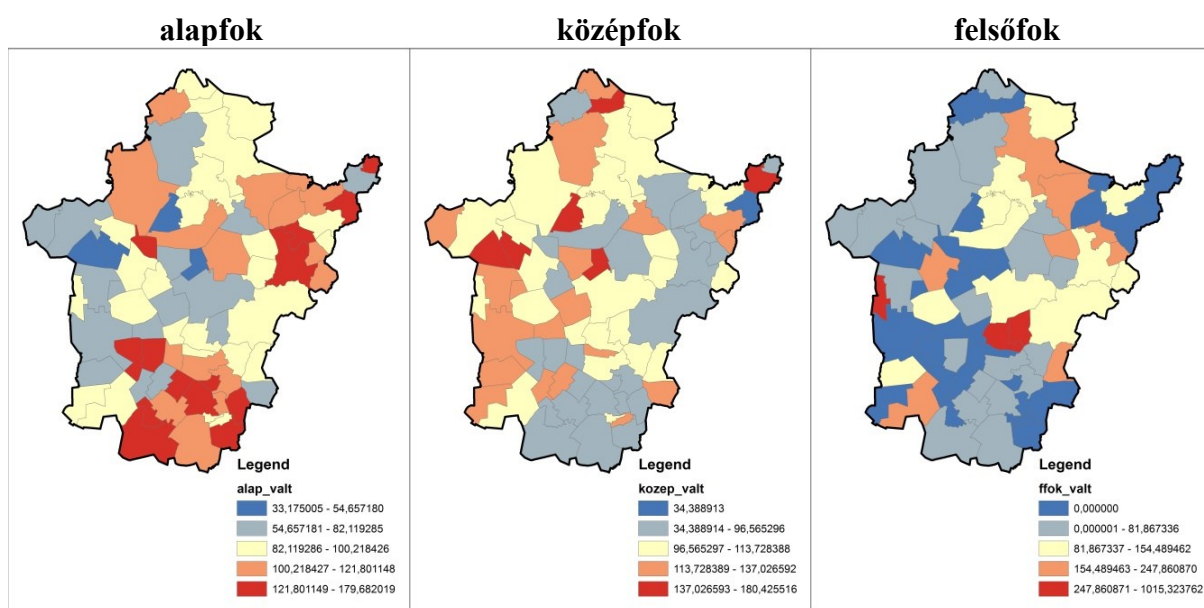 alapfok
középfok
felsőfok
Legend
alap_valt
33,175005 - 54,657180
54,657181 - 82,119285
82,119286 - 100,218426
100,218427 - 121,801148
121,801149 - 179,682019
Legend
kozep_valt
34,388913
34,388914 - 96,565296
96,565297 - 113,728388
113,728389 - 137,026592
137,026593 - 180,425516
Legend
ffok_valt
0,000000
0,000001 - 81,867336
81,867337 - 154,489462
154,489463 - 247,860870
247,860871 - 1015,323762